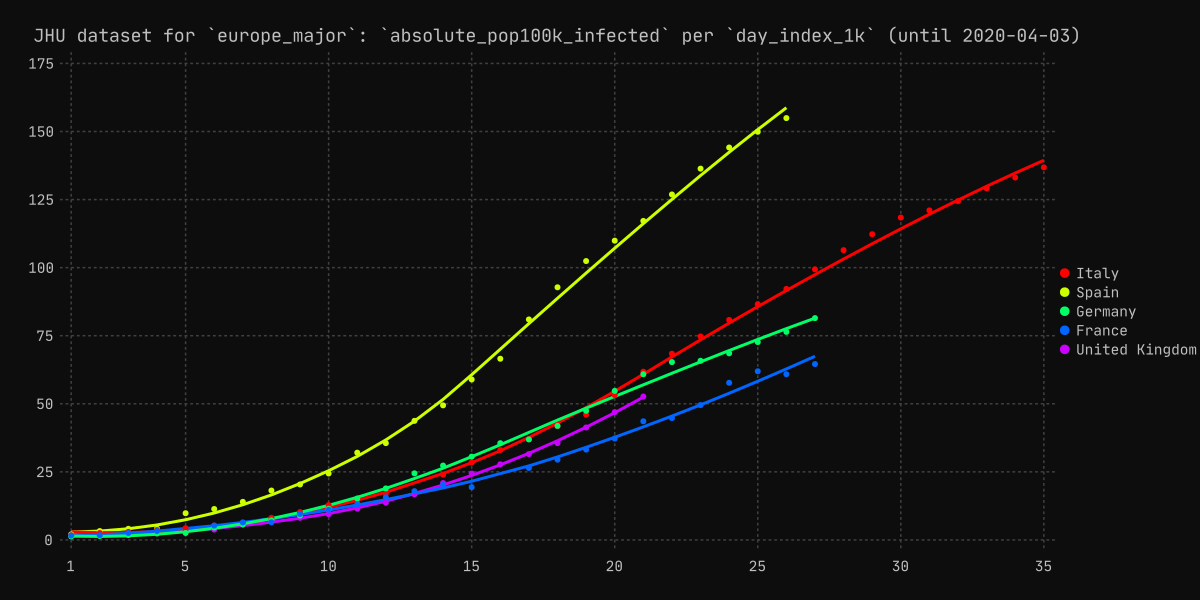 JHU dataset for `europe_major`: `absolute_pop100k_infected` per `day_index_1k` (until 2020-04-03)
175
150
125
100
75
50
25
0
1 5 10 15 20 25 30 35
Italy
Spain
Germany
France
United Kingdom